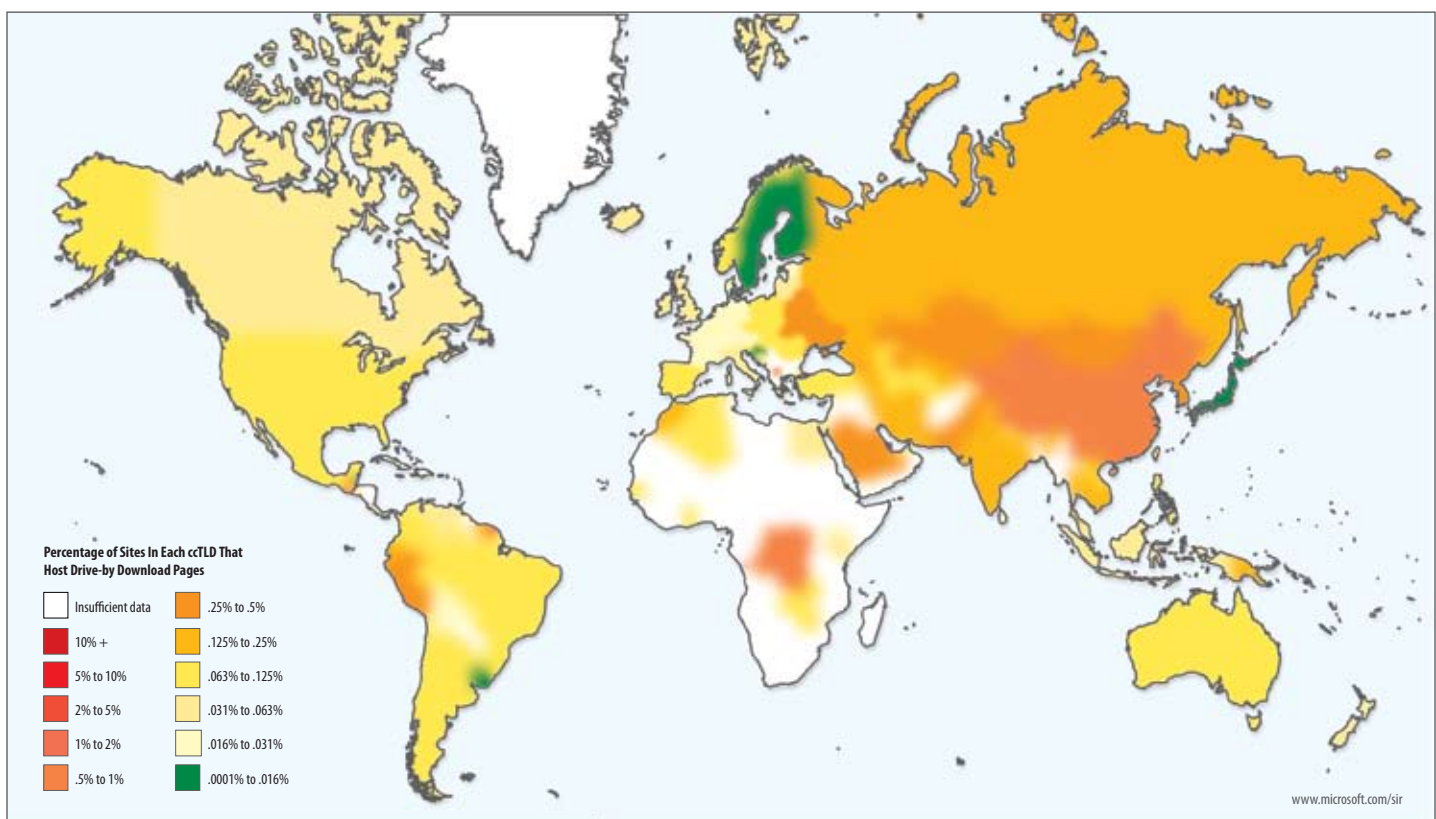 Percentage of Sites In Each ccTLD That
Host Drive-by Download Pages
Insufficient data
10% +
5% to 10%
2% to 5%
1% to 2%
.5% to 1%
.25% to .5%
.125% to .25%
.063% to .125%
.031% to .063%
.016% to .031%
.0001% to .016%
www.microsoft.com/sir